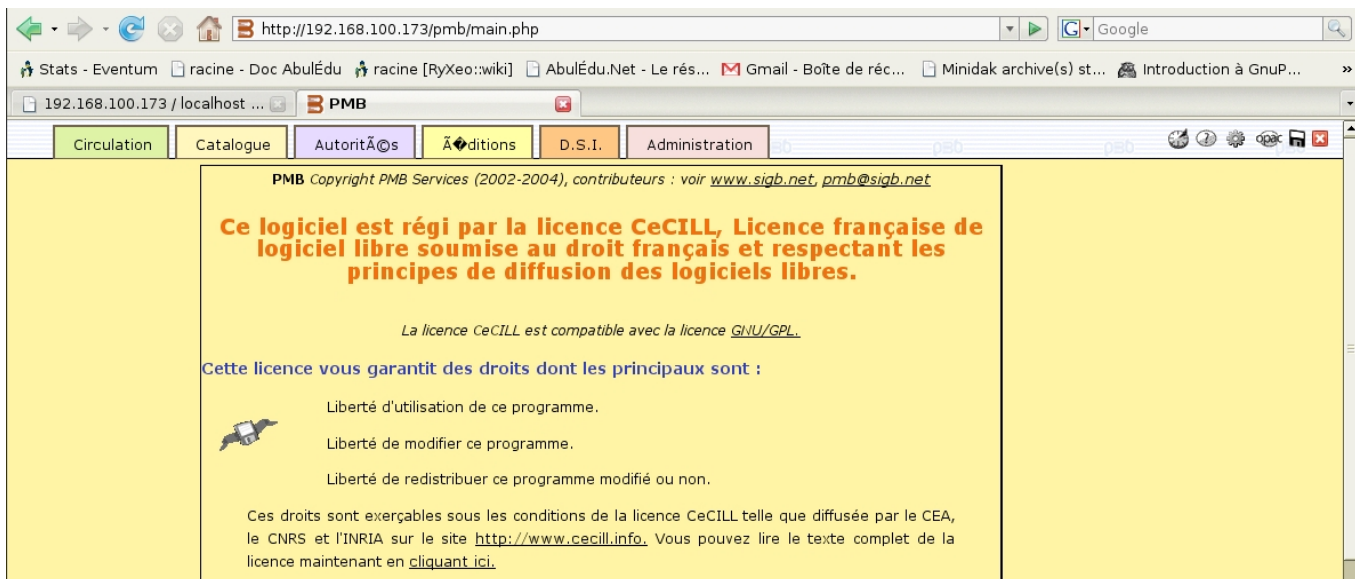 http://192.168.100.173/pmb/main.php
Google
Stats - Eventum racine - Doc AbulÉdu racine [RyXeo::wiki] AbulÉdu.Net - Le rés... Gmail - Boîte de réc... Minidak archive(s) st... Introduction à GnuP... »
192.168.100.173 / localhost ... PMB
Circulation Catalogue AutoritÃ©s Ã�ditions D.S.I. Administration opac
PMB Copyright PMB Services (2002-2004), contributeurs : voir www.sigb.net, pmb@sigb.net
Ce logiciel est régi par la licence CeCILL, Licence française de
logiciel libre soumise au droit français et respectant les
principes de diffusion des logiciels libres.
La licence CeCILL est compatible avec la licence GNU/GPL.
Cette licence vous garantit des droits dont les principaux sont :
Liberté d'utilisation de ce programme.
Liberté de modifier ce programme.
Liberté de redistribuer ce programme modifié ou non.
Ces droits sont exerçables sous les conditions de la licence CeCILL telle que diffusée par le CEA,
le CNRS et l'INRIA sur le site http://www.cecill.info. Vous pouvez lire le texte complet de la
licence maintenant en cliquant ici.